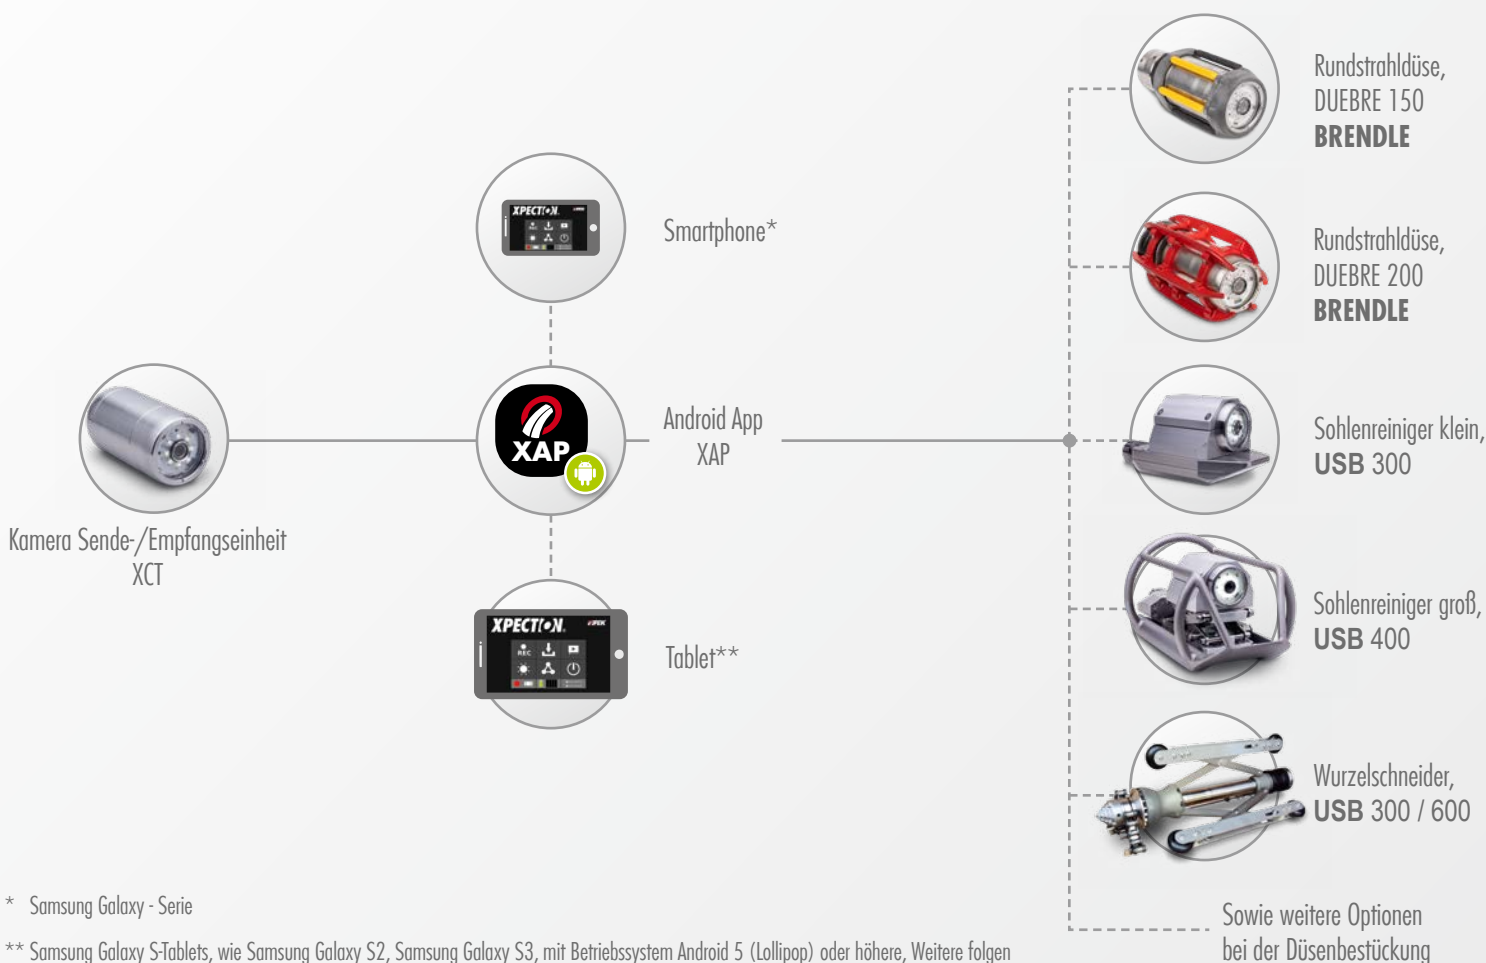 Rundstrahldüse,
DUEBRE 150
BRENDLE
XPECTION.
Smartphone*
REC
Rundstrahldüse,
DUEBRE 200
BRENDLE
XAP
Android App
XAP
Kamera Sende-/Empfangseinheit
XCT
Sohlenreiniger klein,
USB 300
XPECTION.
REC
Tablet**
Sohlenreiniger groß,
USB 400
Wurzelschneider,
USB 300 / 600
Sowie weitere Optionen
bei der Düsenbestückung
* Samsung Galaxy - Serie
** Samsung Galaxy S-Tablets, wie Samsung Galaxy S2, Samsung Galaxy S3, mit Betriebssystem Android 5 (Lollipop) oder höhere, Weitere folgen